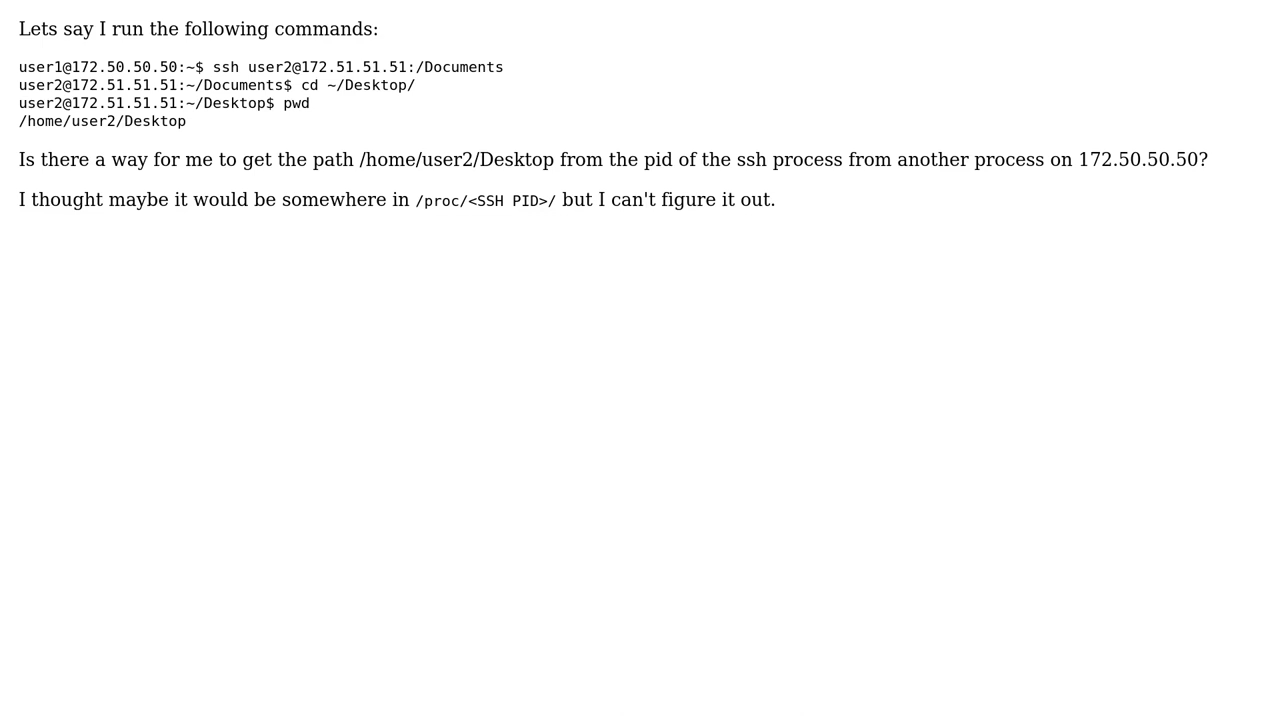 Lets say I run the following commands:
user1@172.50.50.50:~$ ssh user2@172.51.51.51:/Documents
user2@172.51.51.51:~/Documents$ cd ~/Desktop/
user2@172.51.51.51:~/Desktop$ pwd
/home/user2/Desktop
Is there a way for me to get the path /home/user2/Desktop from the pid of the ssh process from another process on 172.50.50.50?
I thought maybe it would be somewhere in /proc/<SSH PID>/ but I can't figure it out.